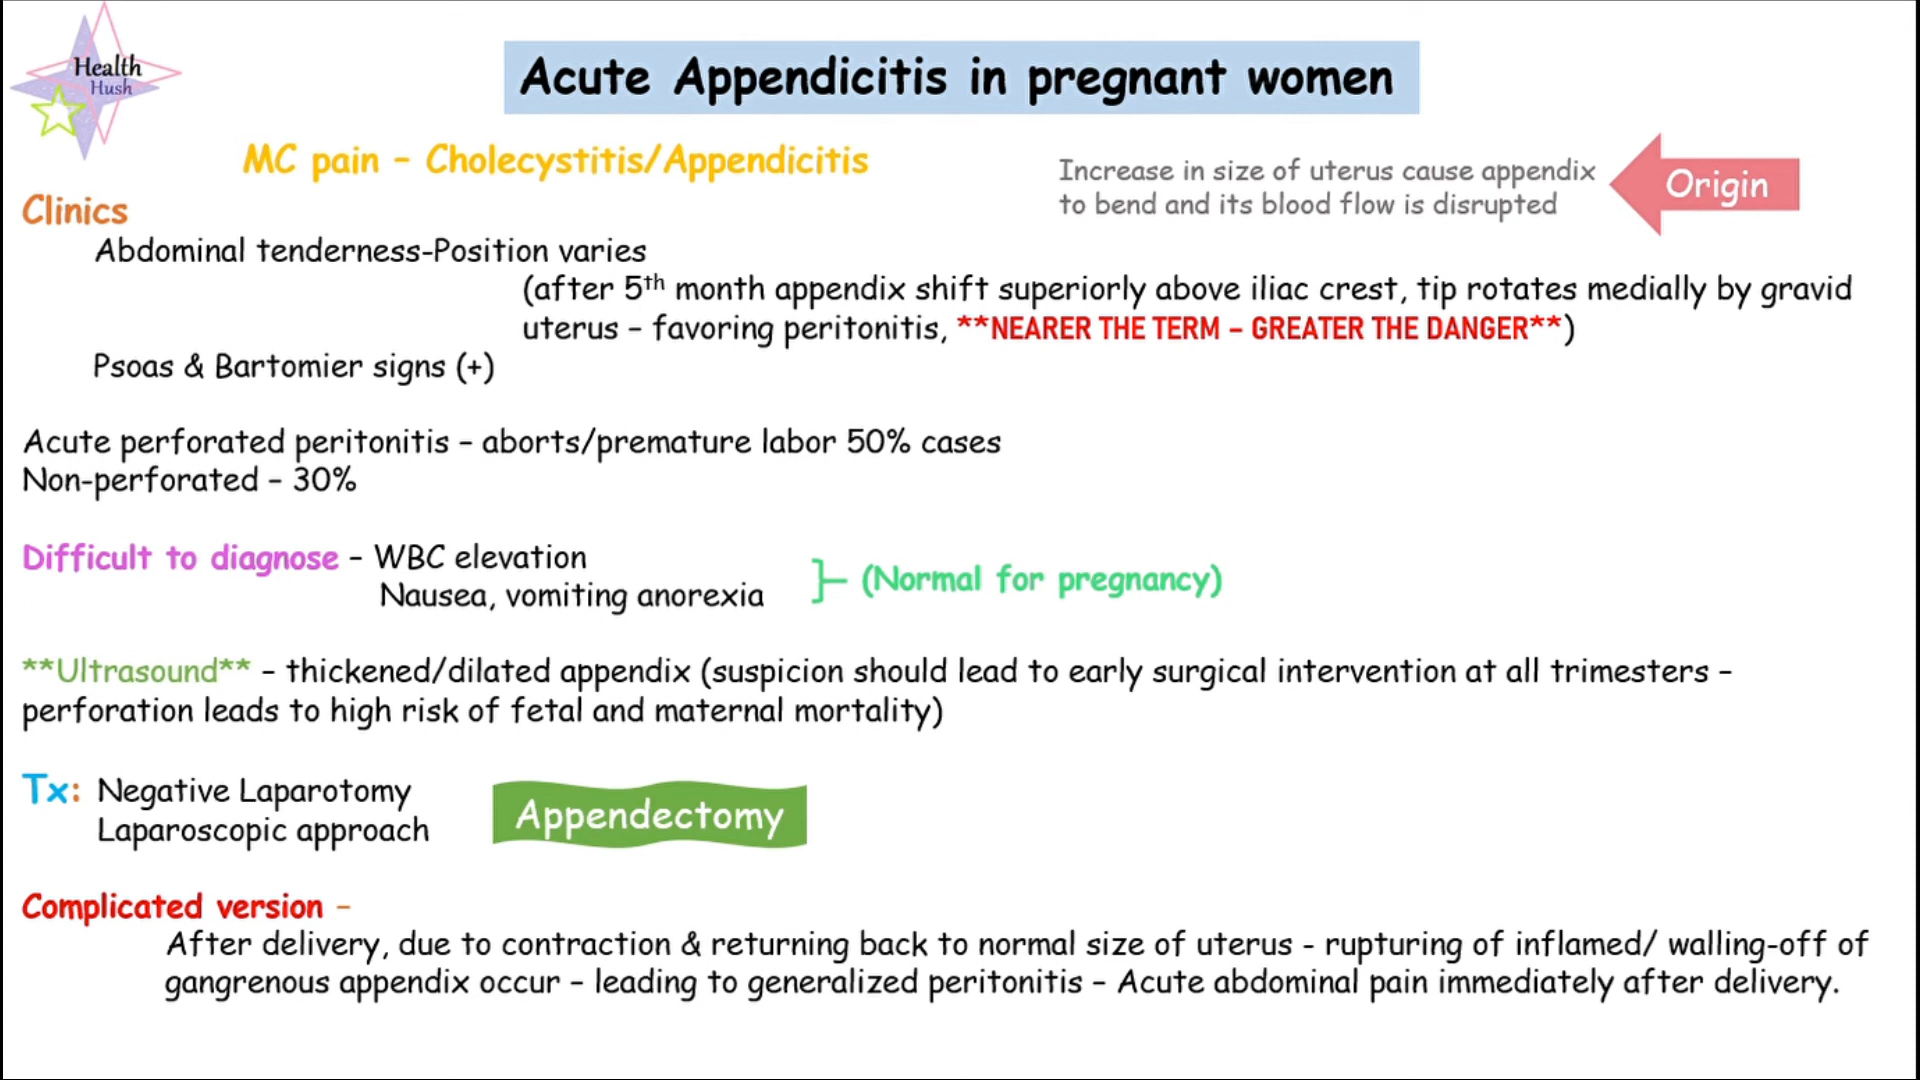 Health
Hush
Acute Appendicitis in pregnant women
MC pain – Cholecystitis/Appendicitis
Increase in size of uterus cause appendix
to bend and its blood flow is disrupted
Origin
Clinics
Abdominal tenderness-Position varies
(after 5th month appendix shift superiorly above iliac crest, tip rotates medially by gravid
uterus – favoring peritonitis, **NEARER THE TERM – GREATER THE DANGER**)
Psoas & Bartomier signs (+)
Acute perforated peritonitis – aborts/premature labor 50% cases
Non-perforated – 30%
Difficult to diagnose – WBC elevation
Nausea, vomiting anorexia
(Normal for pregnancy)
**Ultrasound** – thickened/dilated appendix (suspicion should lead to early surgical intervention at all trimesters –
perforation leads to high risk of fetal and maternal mortality)
Tx: Negative Laparotomy
Laparoscopic approach
Appendectomy
Complicated version –
After delivery, due to contraction & returning back to normal size of uterus - rupturing of inflamed/ walling-off of
gangrenous appendix occur – leading to generalized peritonitis – Acute abdominal pain immediately after delivery.